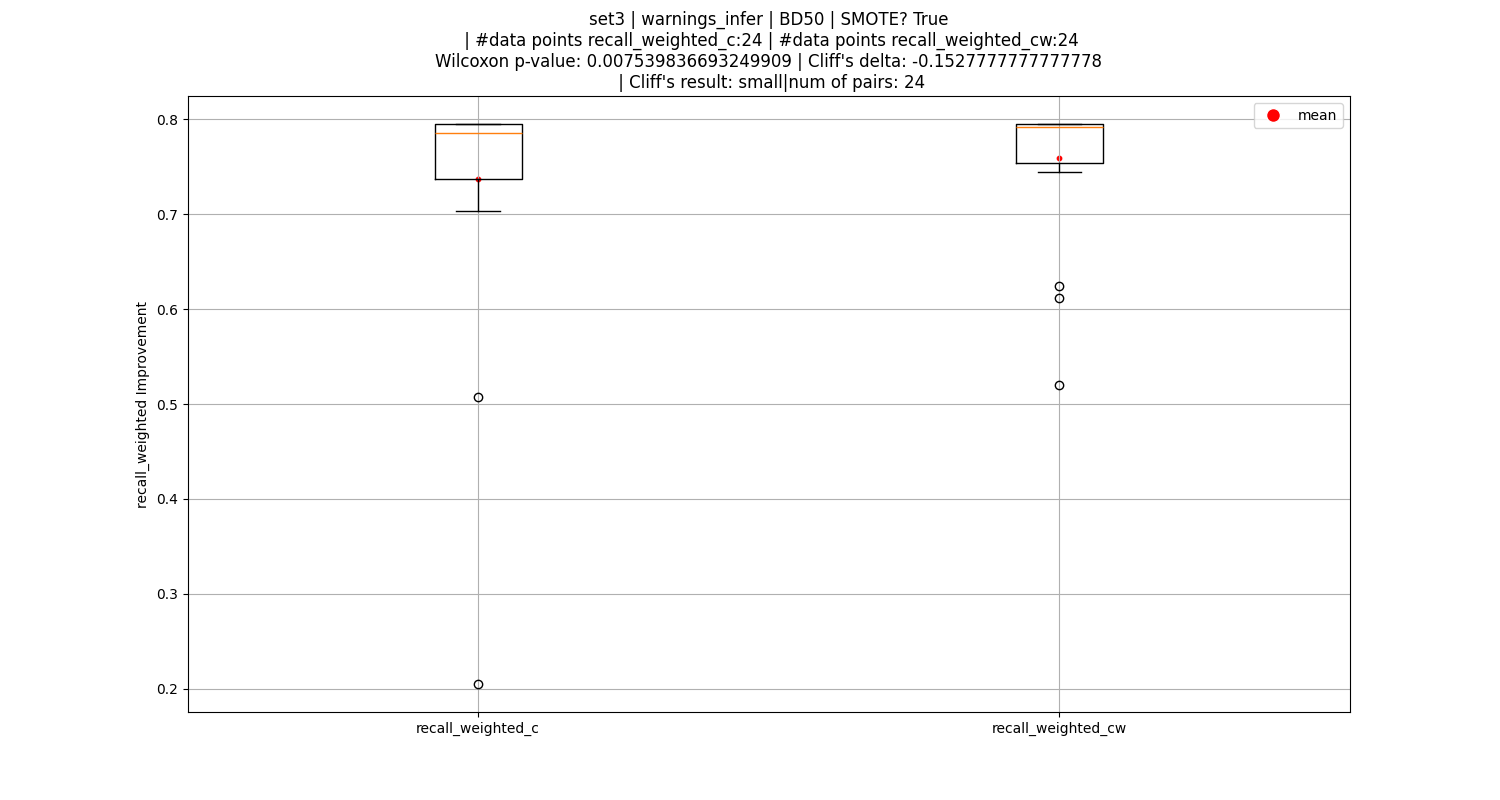 set3 | warnings_infer | BD50 | SMOTE? True
| #data points recall_weighted_c:24 | #data points recall_weighted_cw:24
Wilcoxon p-value: 0.007539836693249909 | Cliff's delta: -0.1527777777777778
| Cliff's result: small|num of pairs: 24
mean
0.8
0.7
0.6
0.5
0.4
0.3
0.2
recall_weighted Improvement
recall_weighted_c
recall_weighted_cw